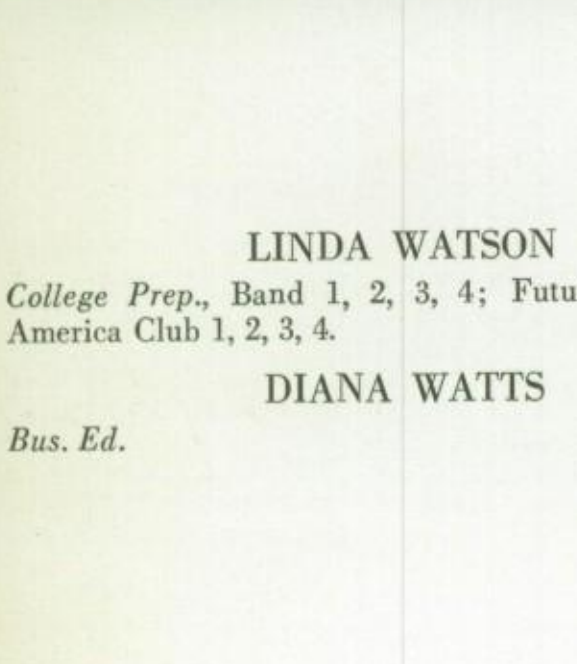 LINDA WATSON
College Prep., Band 1, 2, 3, 4; Futu
America Club 1, 2, 3, 4.
DIANA WATTS
Bus. Ed.